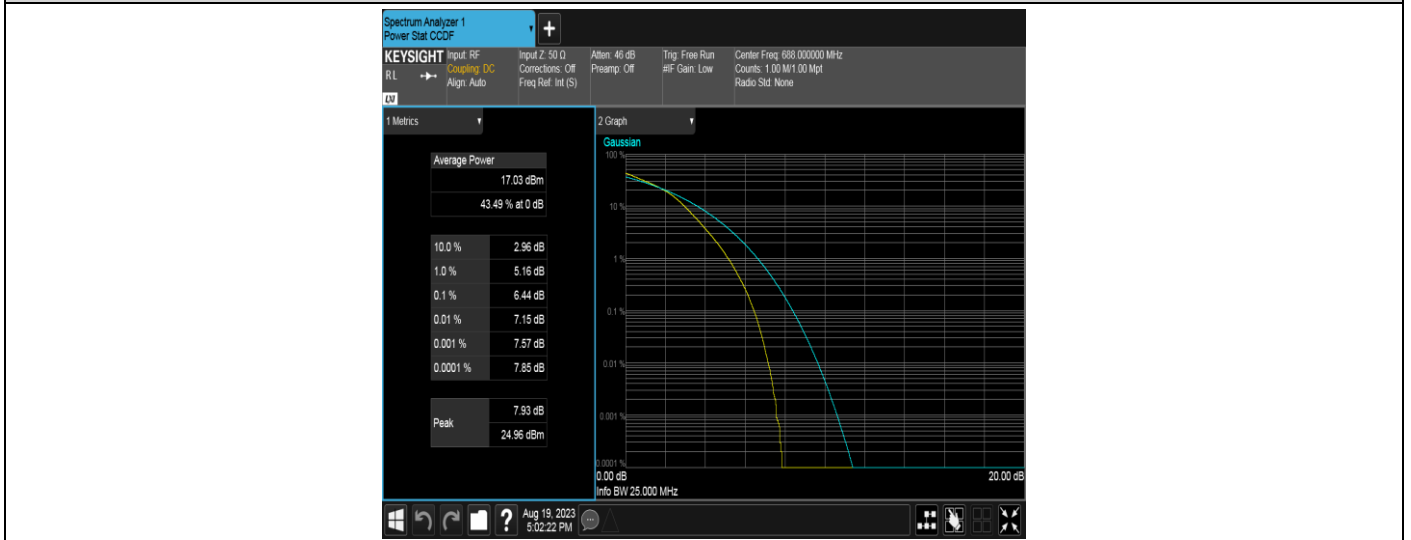 Spectrum Analyzer 1
Power Stat CCDF
+
KEYSIGHT
RL
LXI
Input: RF
Coupling: DC
Align: Auto
Input Z: 50 Ω
Corrections: Off
Freq Ref: Int (S)
Atten: 46 dB
Preamp: Off
Trig: Free Run
#IF Gain: Low
Center Freq: 688.000000 MHz
Counts: 1.00 M/1.00 Mpt
Radio Std: None
1 Metrics
Average Power
17.03 dBm
43.49 % at 0 dB
10.0 % 2.96 dB
1.0 % 5.16 dB
0.1 % 6.44 dB
0.01 % 7.15 dB
0.001 % 7.57 dB
0.0001 % 7.85 dB
Peak
7.93 dB
24.96 dBm
2 Graph
Gaussian
100 %
10 %
1 %
0.1 %
0.01 %
0.001 %
0.0001 %
0.00 dB
20.00 dB
Info BW 25.000 MHz
?
Aug 19, 2023
5:02:22 PM